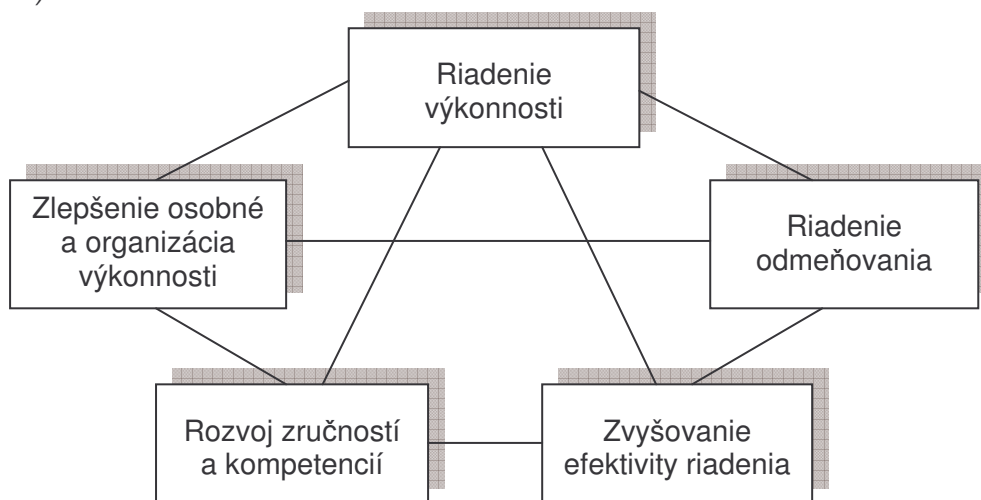 )
Riadenie
výkonnosti
Zlepšenie osobné
a organizácia
výkonnosti
Riadenie
odmeňovania
Rozvoj zručností
a kompetencií
Zvyšovanie
efektivity riadenia